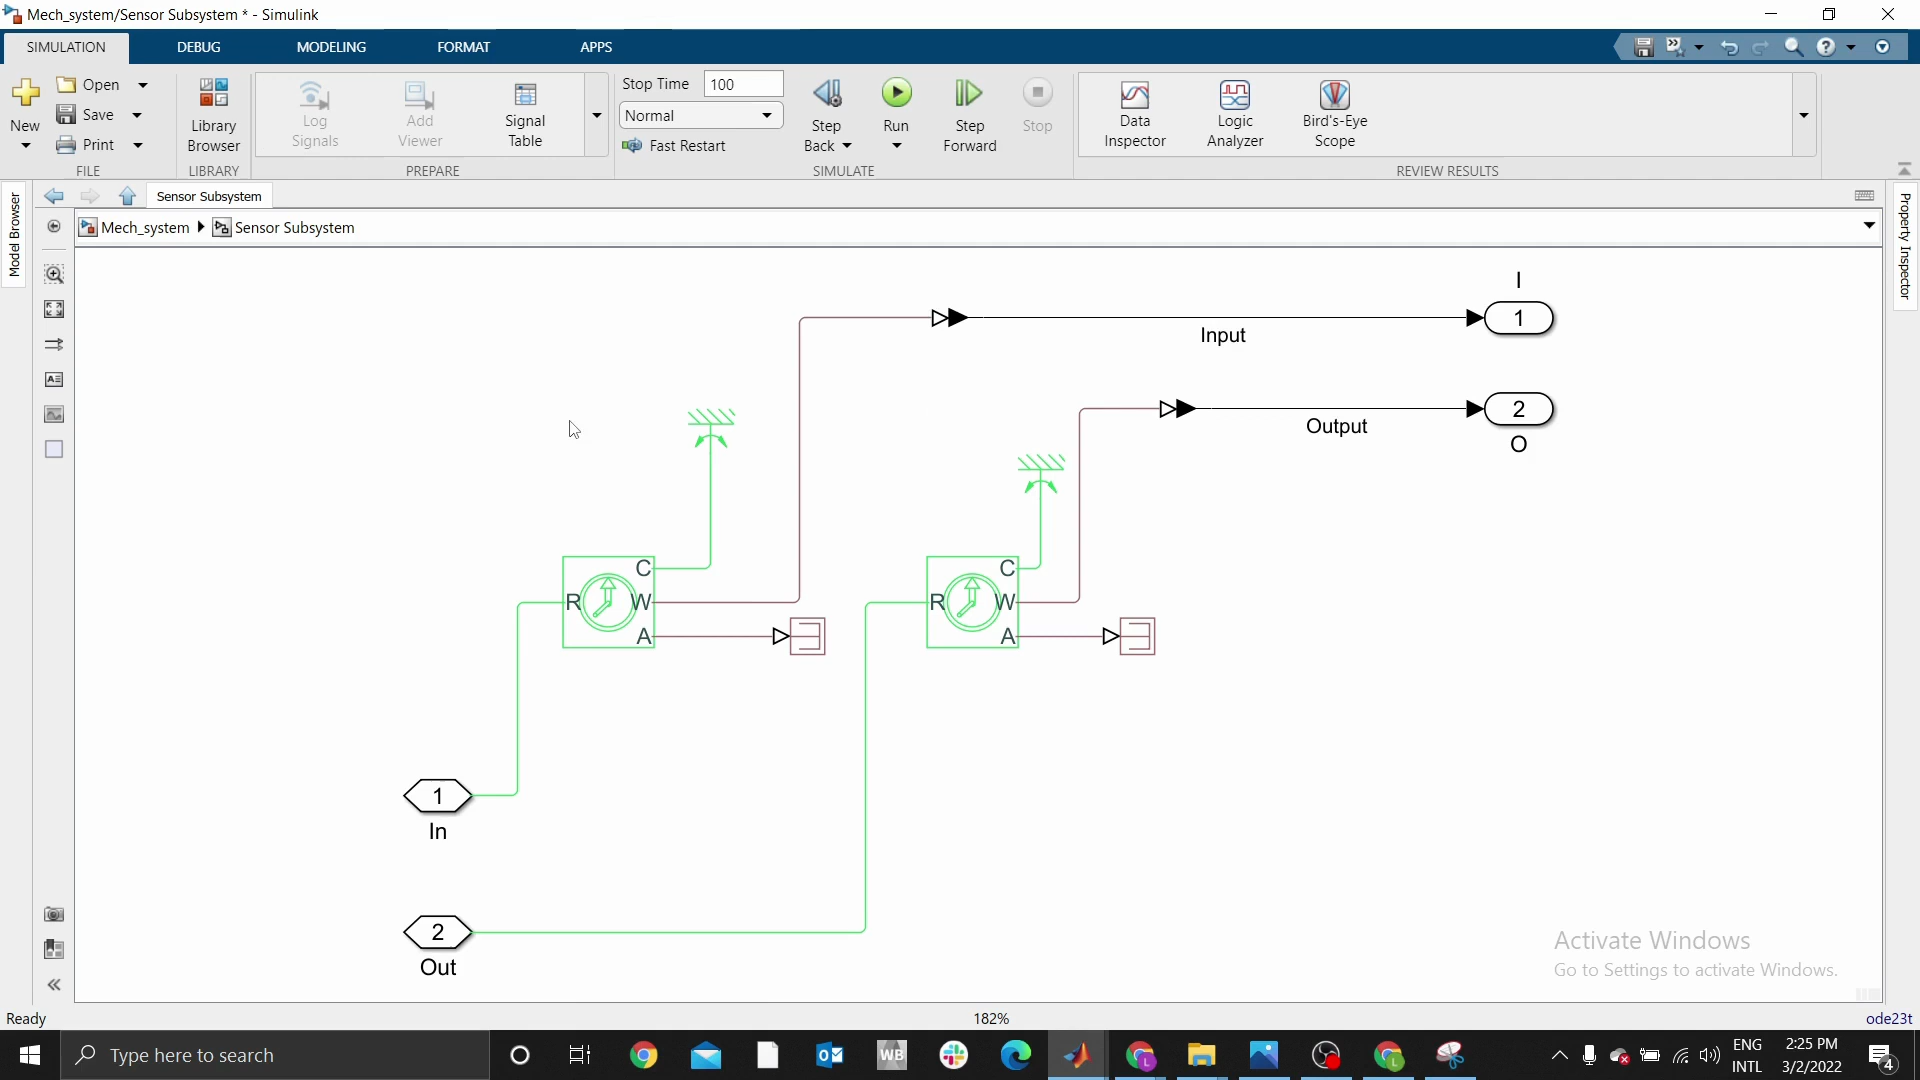 Mech_system/Sensor Subsystem * - Simulink
SIMULATION DEBUG MODELING FORMAT APPS
New
Open
Save
Print
FILE
Library
Browser
LIBRARY
Log
Signals
Add
Viewer
Signal
Table
PREPARE
Stop Time 100
Normal
Fast Restart
Step
Back
Run
Step
Forward
Stop
SIMULATE
Data
Inspector
Logic
Analyzer
Bird's-Eye
Scope
REVIEW RESULTS
Model Browser
Sensor Subsystem
Property Inspector
Mech_system Sensor Subsystem
I
1
Input
2
Output
O
C
R W
A
C
R W
A
1
In
2
Out
Activate Windows
Go to Settings to activate Windows.
Ready 182% ode23t
Type here to search
WB
ENG
INTL
2:25 PM
3/2/2022
4